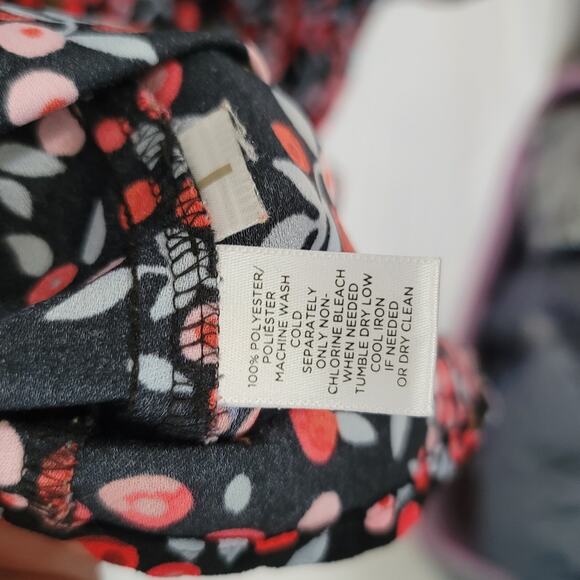 100% POLYESTER/
POLIÉSTER
MACHINE WASH
COLD
SEPARATELY
ONLY NON-
CHLORINE BLEACH
WHEN NEEDED
TUMBLE DRY LOW
COOL IRON
IF NEEDED
OR DRY CLEAN